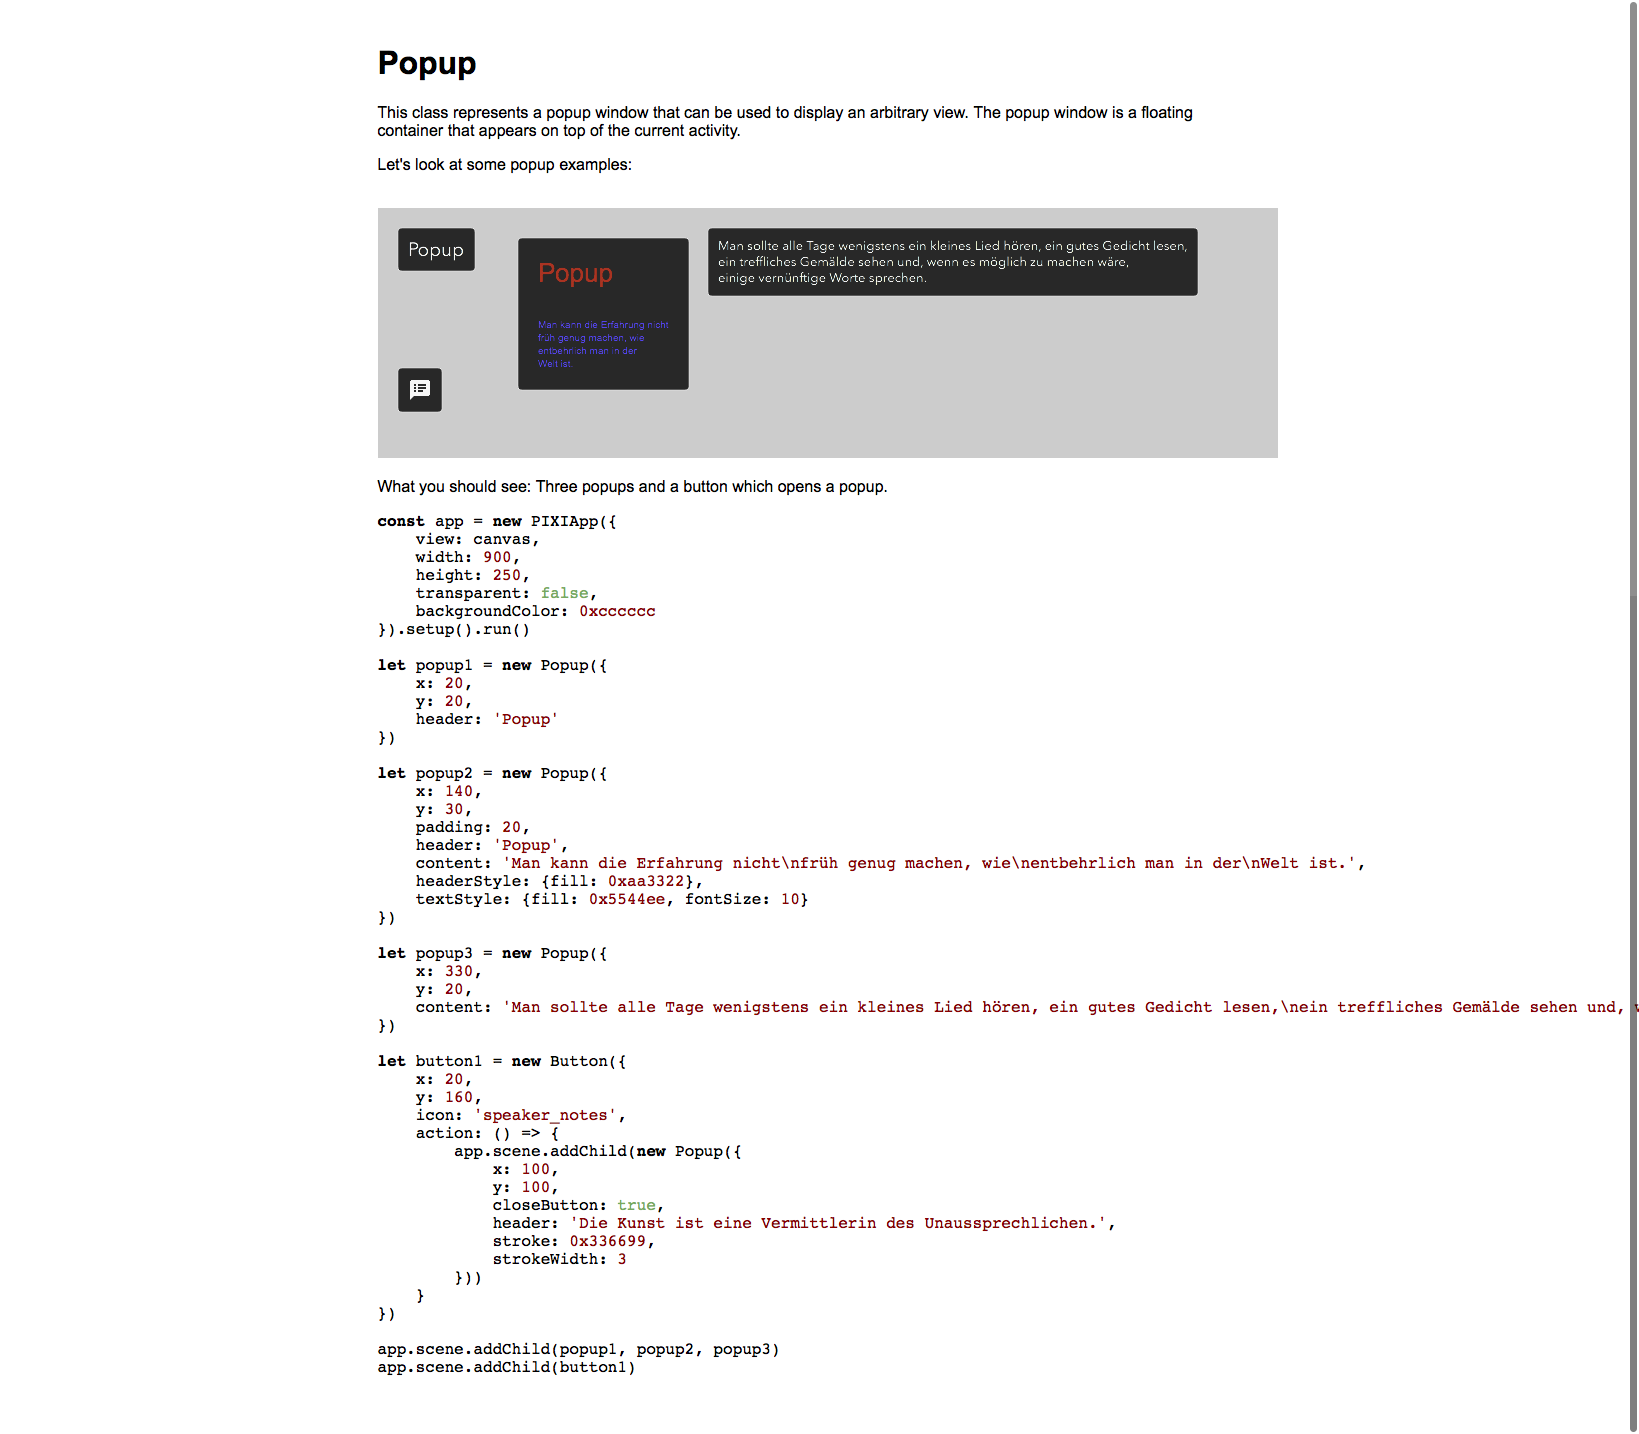 Popup
This class represents a popup window that can be used to display an arbitrary view. The popup window is a floating
container that appears on top of the current activity.
Let's look at some popup examples:
Popup
Popup
Man kann die Erfahrung nicht
früh genug machen, wie
entbehrlich man in der
Welt ist.
Man sollte alle Tage wenigstens ein kleines Lied hören, ein gutes Gedicht lesen,
ein treffliches Gemälde sehen und, wenn es möglich zu machen wäre,
einige vernünftige Worte sprechen.
What you should see: Three popups and a button which opens a popup.
const app = new PIXIApp({
    view: canvas,
    width: 900,
    height: 250,
    transparent: false,
    backgroundColor: 0xcccccc
}).setup().run()
let popup1 = new Popup({
    x: 20,
    y: 20,
    header: 'Popup'
})
let popup2 = new Popup({
    x: 140,
    y: 30,
    padding: 20,
    header: 'Popup',
    content: 'Man kann die Erfahrung nicht\nfrüh genug machen, wie\nentbehrlich man in der\nWelt ist.',
    headerStyle: {fill: 0xaa3322},
    textStyle: {fill: 0x5544ee, fontSize: 10}
})
let popup3 = new Popup({
    x: 330,
    y: 20,
    content: 'Man sollte alle Tage wenigstens ein kleines Lied hören, ein gutes Gedicht lesen,\nein treffliches Gemälde sehen und,
})
let button1 = new Button({
    x: 20,
    y: 160,
    icon: 'speaker_notes',
    action: () => {
        app.scene.addChild(new Popup({
            x: 100,
            y: 100,
            closeButton: true,
            header: 'Die Kunst ist eine Vermittlerin des Unaussprechlichen.',
            stroke: 0x336699,
            strokeWidth: 3
        }))
    }
})
app.scene.addChild(popup1, popup2, popup3)
app.scene.addChild(button1)